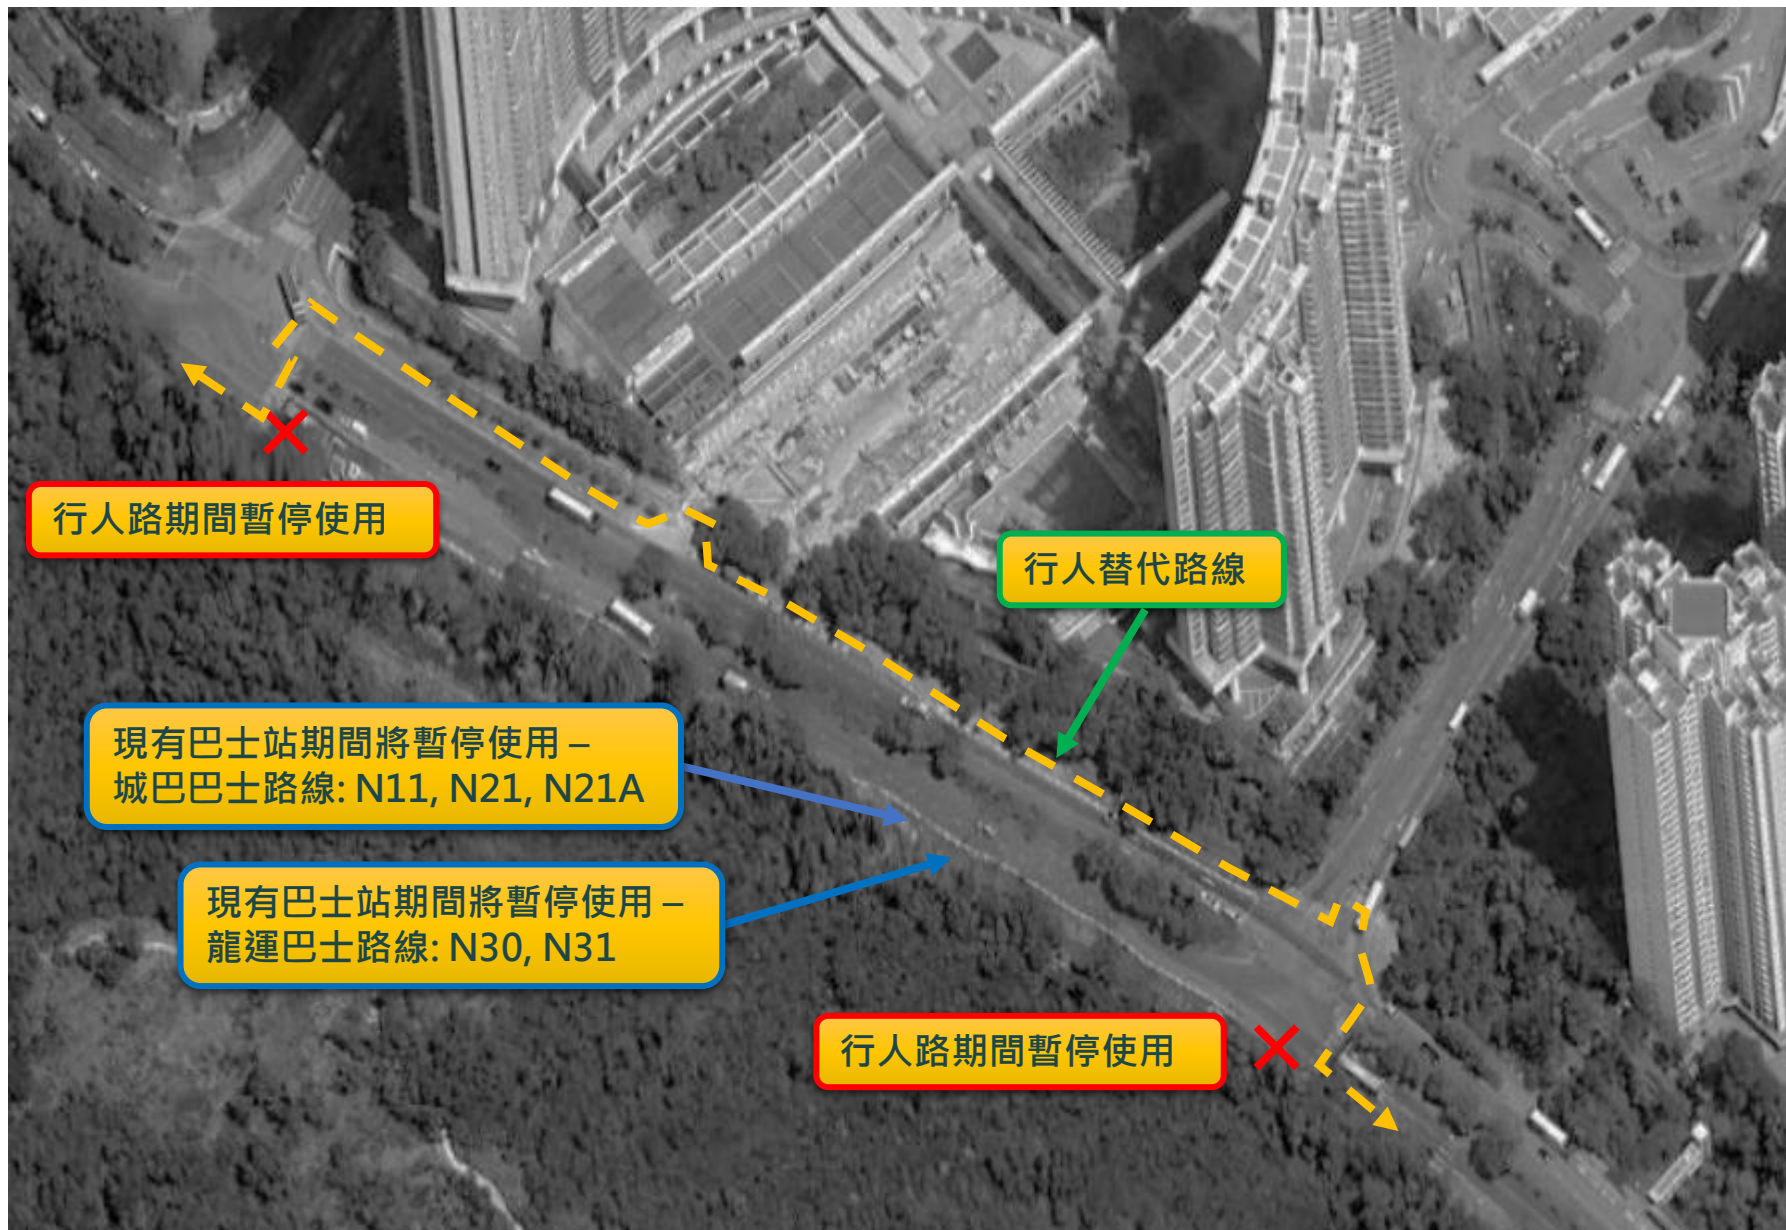 行人路期間暫停使用
行人替代路線
現有巴士站期間將暫停使用 –
城巴巴士路線: N11, N21, N21A
現有巴士站期間將暫停使用 –
龍運巴士路線: N30, N31
行人路期間暫停使用